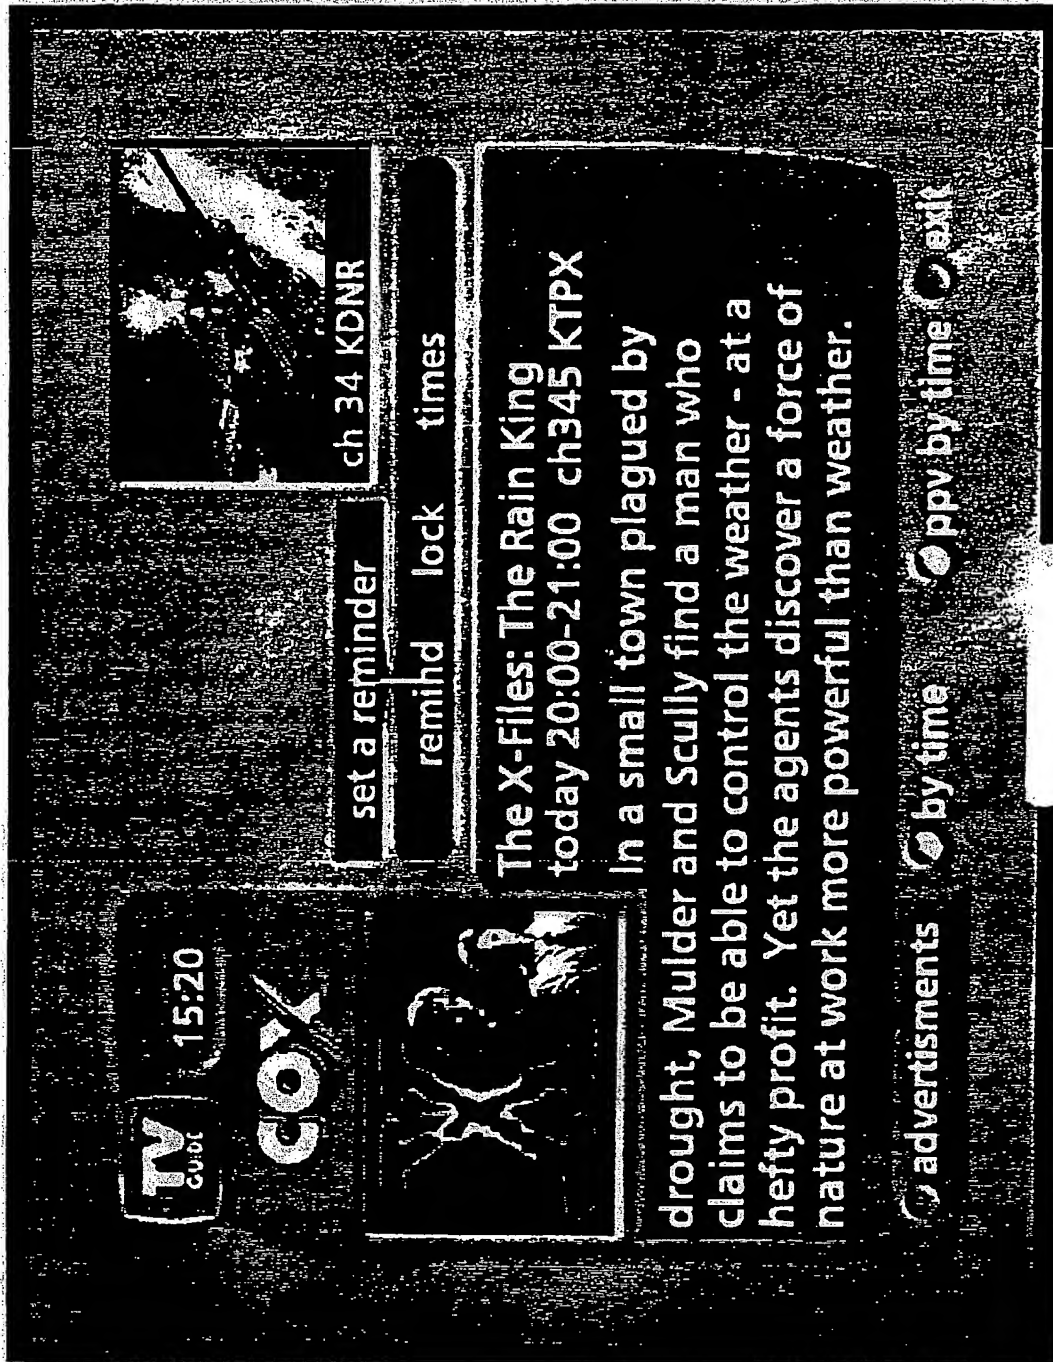 TV
GUIDE
15:20
COX
ch 34 KDNR
set a reminder
remind lock times
The X-Files: The Rain King
today 20:00-21:00 ch345 KTPX
In a small town plagued by
drought, Mulder and Scully find a man who
claims to be able to control the weather - at a
hefty profit. Yet the agents discover a force of
nature at work more powerful than weather.
advertisments
by time
ppv by time
exit